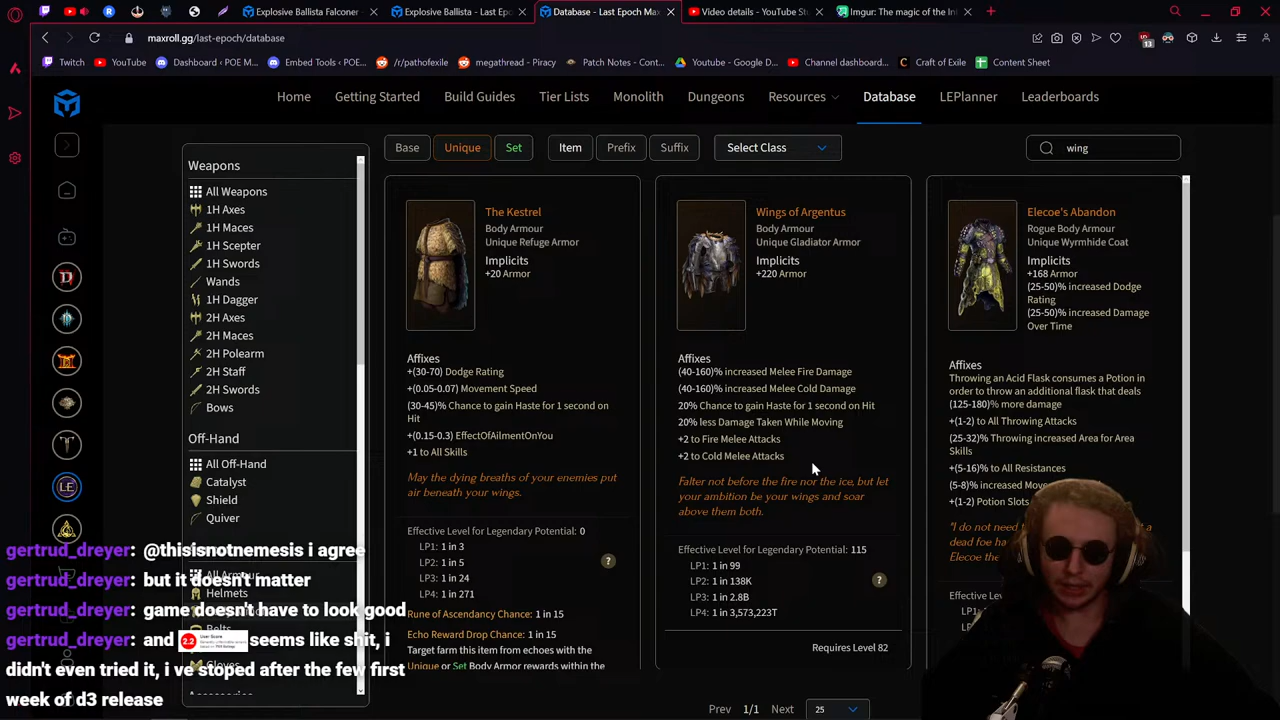 Explosive Ballista Falconer
Explosive Ballista - Last Ep
Database - Last Epoch Max
Video details - YouTube St
Imgur: The magic of the In
maxroll.gg/last-epoch/database
13
Twitch
YouTube
Dashboard ‹ POE M...
Embed Tools ‹ POE...
/r/pathofexile
megathread - Piracy
Patch Notes - Cont...
Youtube - Google D...
Channel dashboard...
Craft of Exile
Content Sheet
Home
Getting Started
Build Guides
Tier Lists
Monolith
Dungeons
Resources
Database
LEPlanner
Leaderboards
Base
Unique
Set
Item
Prefix
Suffix
Select Class
wing
Weapons
All Weapons
1H Axes
1H Maces
1H Scepter
1H Swords
Wands
1H Dagger
2H Axes
2H Maces
2H Polearm
2H Staff
2H Swords
Bows
Off-Hand
All Off-Hand
Catalyst
Shield
Quiver
Helmets
The Kestrel
Body Armour
Unique Refuge Armor
Implicits
+20 Armor
Affixes
+(30-70) Dodge Rating
+(0.05-0.07) Movement Speed
(30-45)% Chance to gain Haste for 1 second on
Hit
+(0.15-0.3) EffectOfAilmentOnYou
+1 to All Skills
May the dying breaths of your enemies put
air beneath your wings.
Effective Level for Legendary Potential: 0
LP1: 1 in 3
LP2: 1 in 5
LP3: 1 in 24
LP4: 1 in 271
?
Rune of Ascendancy Chance: 1 in 15
Echo Reward Drop Chance: 1 in 15
Target farm this item from echoes with the
Unique or Set Body Armor rewards within the
Wings of Argentus
Body Armour
Unique Gladiator Armor
Implicits
+220 Armor
Affixes
(40-160)% increased Melee Fire Damage
(40-160)% increased Melee Cold Damage
20% Chance to gain Haste for 1 second on Hit
20% less Damage Taken While Moving
+2 to Fire Melee Attacks
+2 to Cold Melee Attacks
Falter not before the fire nor the ice, but let
your ambition be your wings and soar
above them both.
Effective Level for Legendary Potential: 115
LP1: 1 in 99
LP2: 1 in 138K
LP3: 1 in 2.8B
LP4: 1 in 3,573,223T
?
Requires Level 82
Elecoe's Abandon
Rogue Body Armour
Unique Wyrmhide Coat
Implicits
+168 Armor
(25-50)% increased Dodge
Rating
(25-50)% increased Damage
Over Time
Affixes
Throwing an Acid Flask consumes a Potion in
order to throw an additional flask that deals
(125-180)% more damage
+(1-2) to All Throwing Attacks
(25-32)% Throwing increased Area for Area
Skills
+(5-16)% to All Resistances
(5-8)% increased Mov
+(1-2) Potion Slots
"I do not need
dead foe ha
Elecoe the
Prev 1/1 Next 25
gertrud_dreyer: @thisisnotnemesis i agree
gertrud_dreyer: but it doesn't matter
gertrud_dreyer: game doesn't have to look good
gertrud_dreyer: and 2.2 User Score seems like shit, i
didn't even tried it, i ve stoped after the few first
week of d3 release